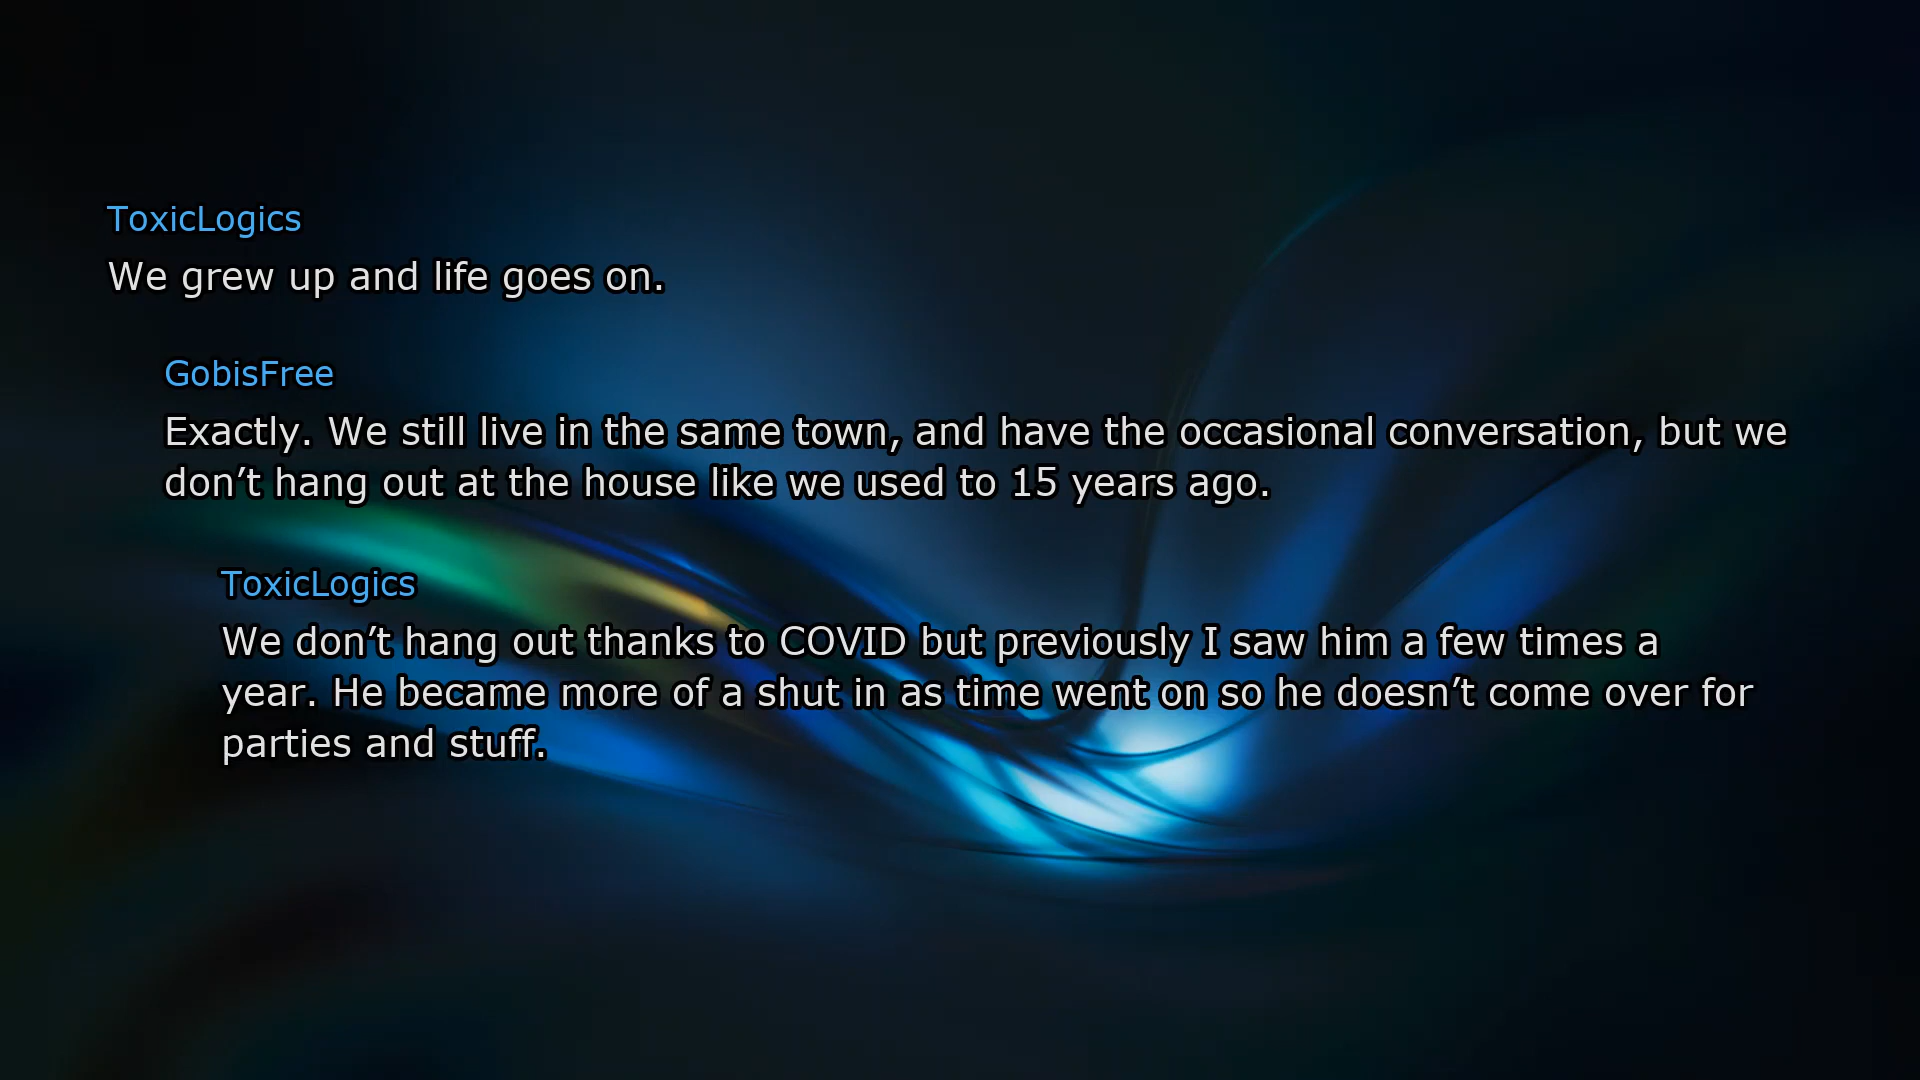 ToxicLogics
We grew up and life goes on.
GobisFree
Exactly. We still live in the same town, and have the occasional conversation, but we
don’t hang out at the house like we used to 15 years ago.
ToxicLogics
We don’t hang out thanks to COVID but previously I saw him a few times a
year. He became more of a shut in as time went on so he doesn’t come over for
parties and stuff.